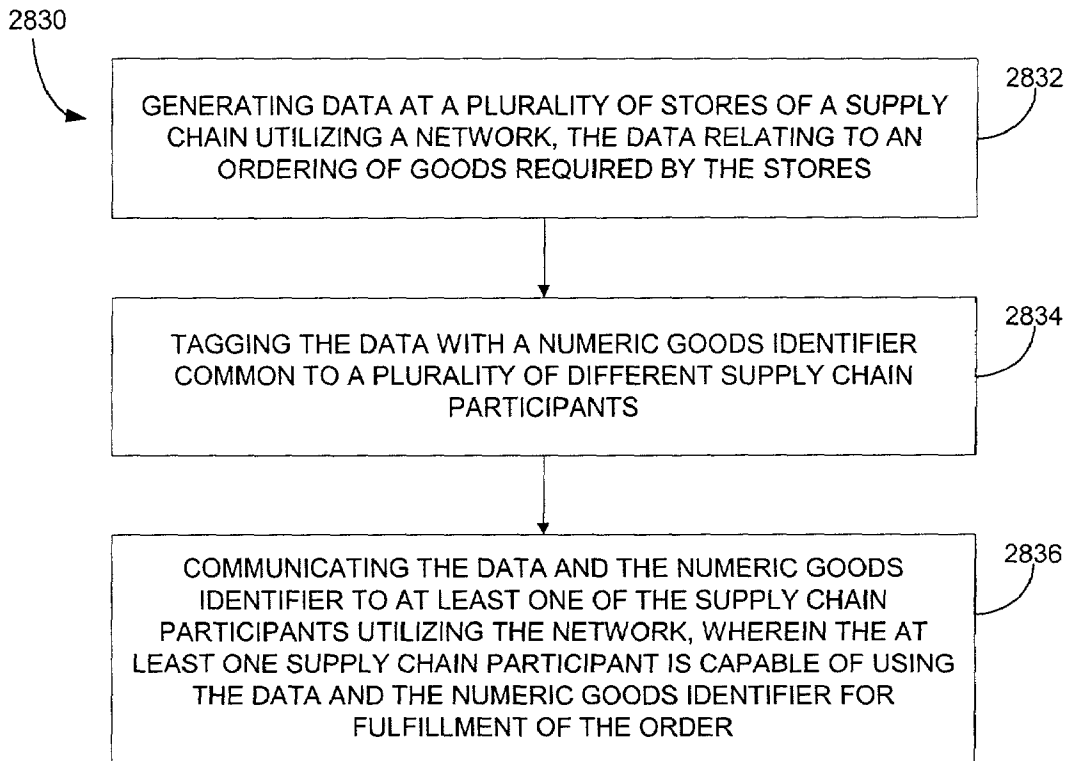 2830
2832
GENERATING DATA AT A PLURALITY OF STORES OF A SUPPLY
CHAIN UTILIZING A NETWORK, THE DATA RELATING TO AN
ORDERING OF GOODS REQUIRED BY THE STORES
2834
TAGGING THE DATA WITH A NUMERIC GOODS IDENTIFIER
COMMON TO A PLURALITY OF DIFFERENT SUPPLY CHAIN
PARTICIPANTS
2836
COMMUNICATING THE DATA AND THE NUMERIC GOODS
IDENTIFIER TO AT LEAST ONE OF THE SUPPLY CHAIN
PARTICIPANTS UTILIZING THE NETWORK, WHEREIN THE AT
LEAST ONE SUPPLY CHAIN PARTICIPANT IS CAPABLE OF USING
THE DATA AND THE NUMERIC GOODS IDENTIFIER FOR
FULFILLMENT OF THE ORDER